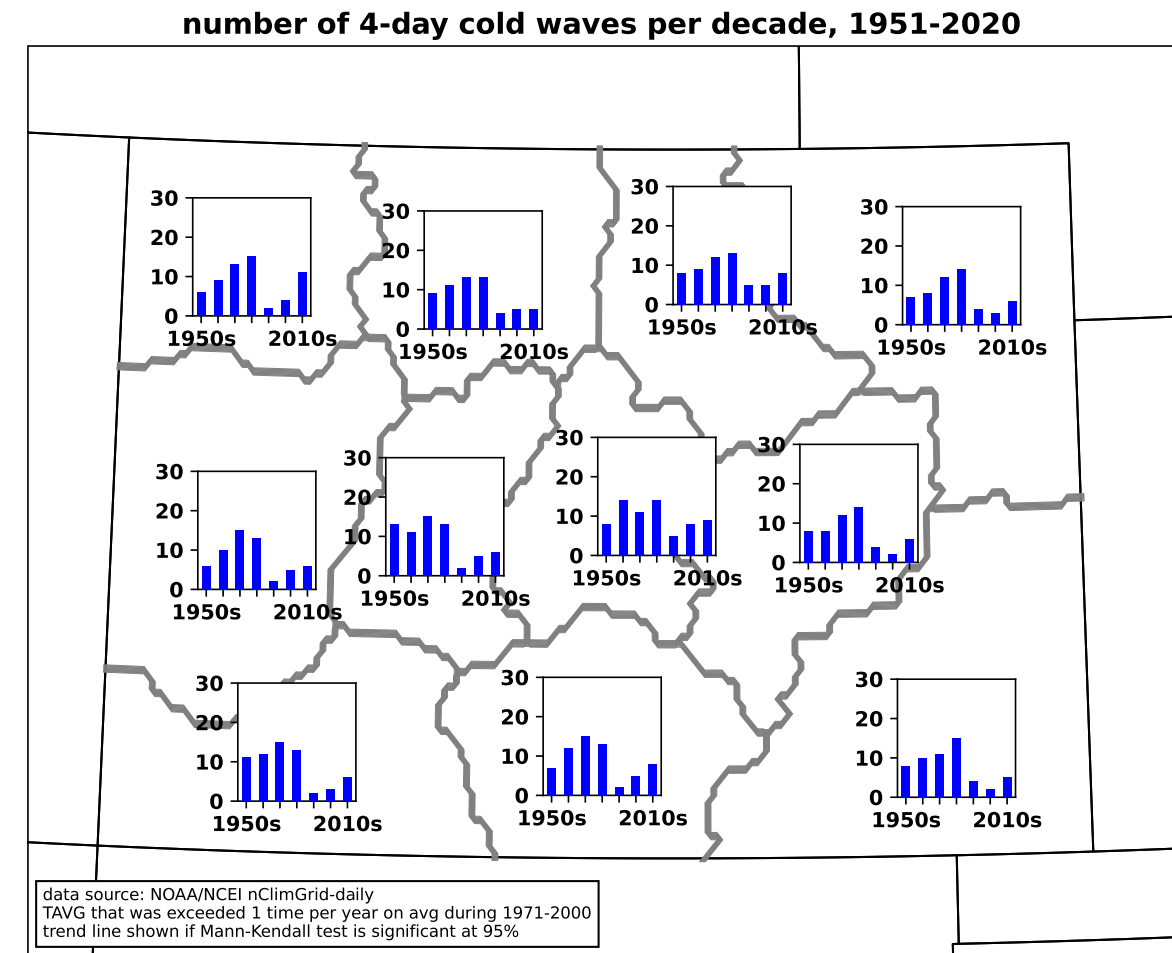 number of 4-day cold waves per decade, 1951-2020
30
20
10
0
1950s 2010s
30
20
10
0
1950s 2010s
30
20
10
0
1950s 2010s
30
20
10
0
1950s 2010s
30
20
10
0
1950s 2010s
30
20
10
0
1950s 2010s
30
20
10
0
1950s 2010s
30
20
10
0
1950s 2010s
30
20
10
0
1950s 2010s
30
20
10
0
1950s 2010s
30
20
10
0
1950s 2010s
data source: NOAA/NCEI nClimGrid-daily
TAVG that was exceeded 1 time per year on avg during 1971-2000
trend line shown if Mann-Kendall test is significant at 95%